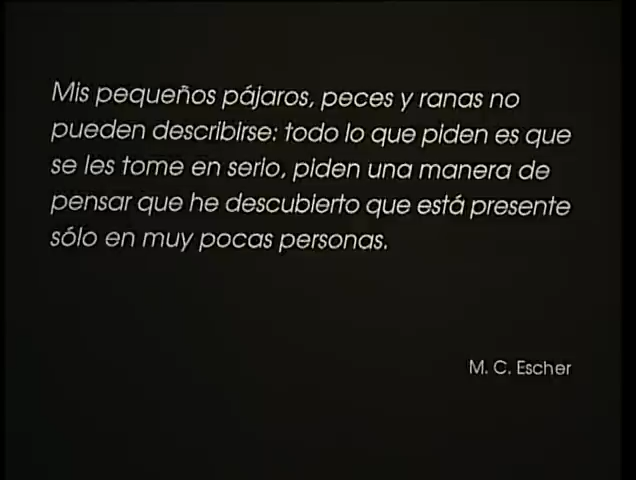 Mis pequeños pájaros, peces y ranas no
pueden describirse: todo lo que piden es que
se les tome en serio, piden una manera de
pensar que he descubierto que está presente
sólo en muy pocas personas.
M. C. Escher